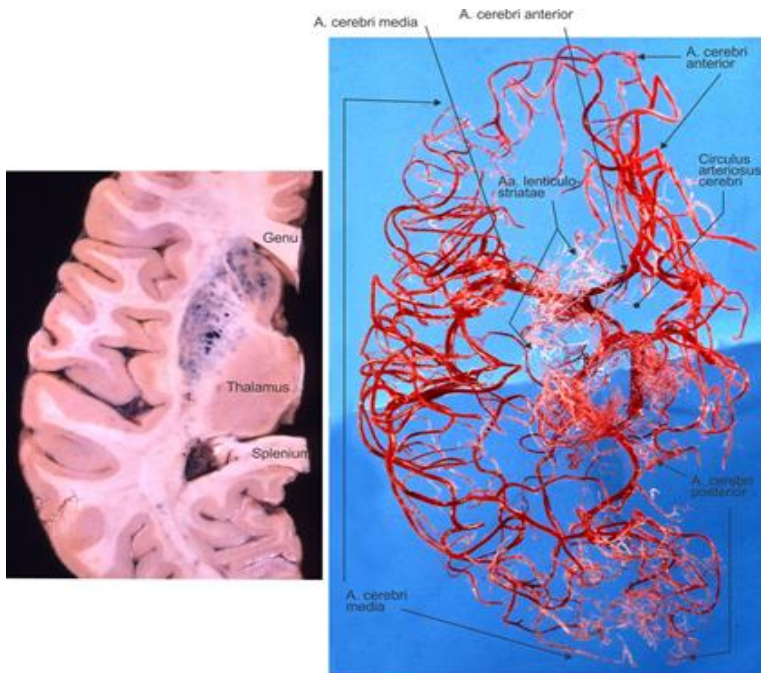 A. cerebri media
A. cerebri anterior
A. cerebri
anterior
Circulus
arteriosus
cerebri
Aa. lenticulo-
striatae
Genu
Thalamus
Splenium
A. cerebri
posterior
A. cerebri
media